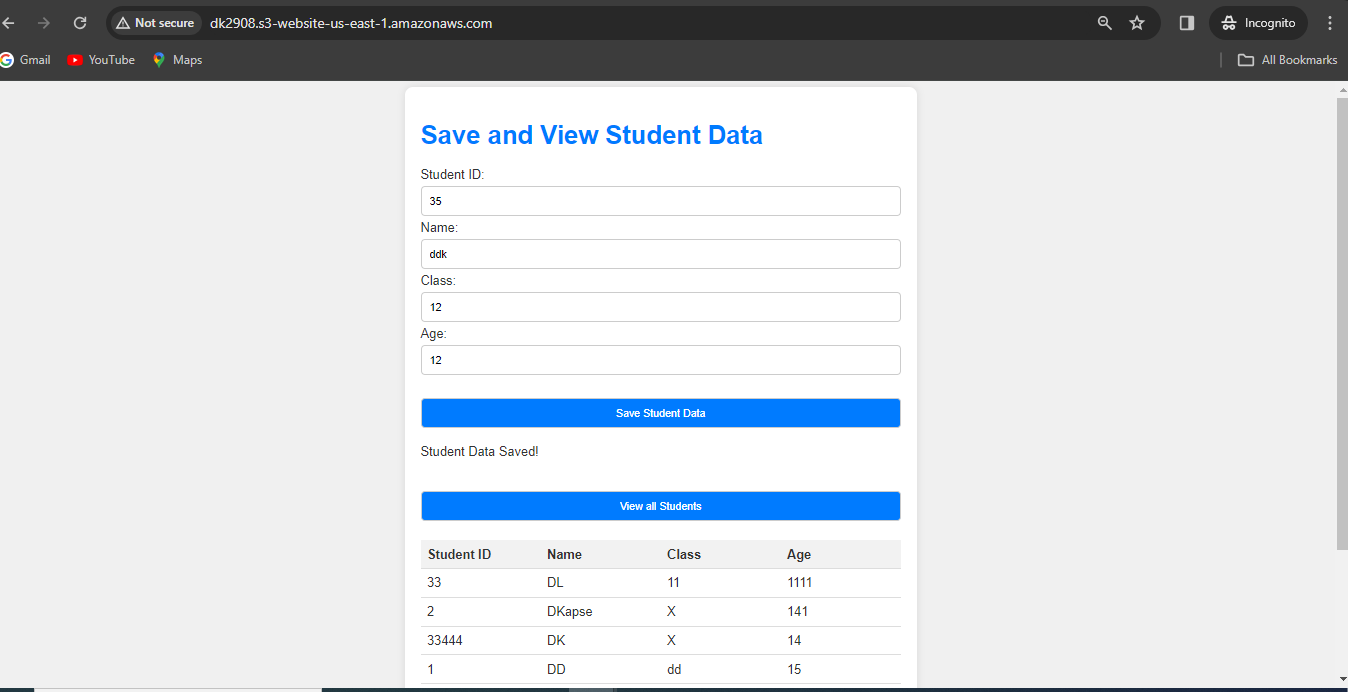 Not secure dk2908.s3-website-us-east-1.amazonaws.com Incognito
Gmail YouTube Maps All Bookmarks
Save and View Student Data
Student ID:
35
Name:
ddk
Class:
12
Age:
12
Save Student Data
Student Data Saved!
View all Students
Student ID Name Class Age
33 DL 11 1111
2 DKapse X 141
33444 DK X 14
1 DD dd 15